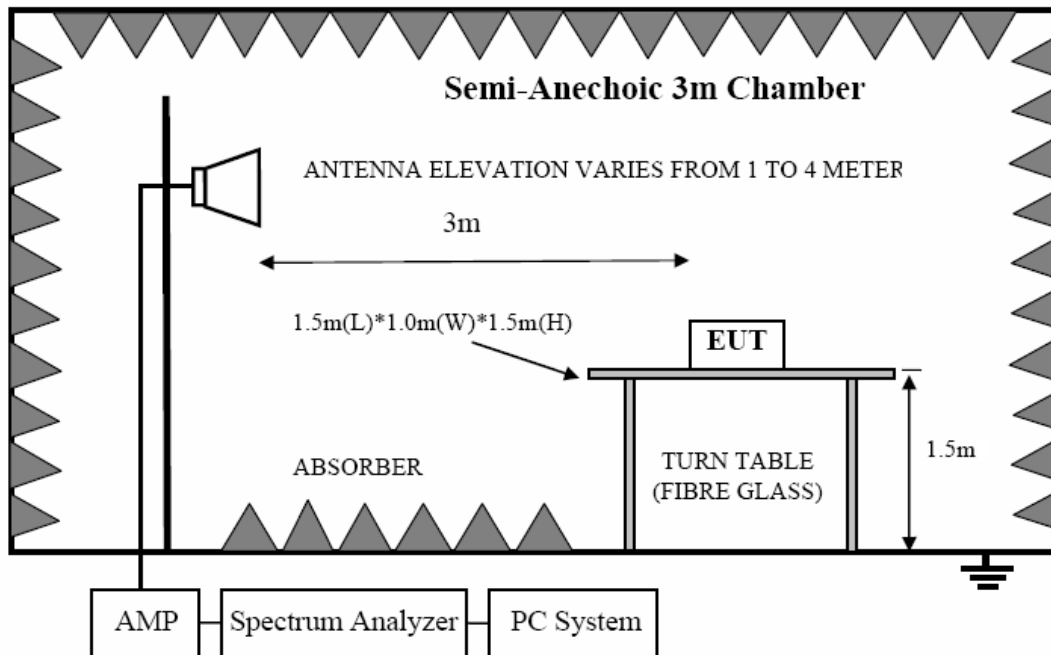 Semi-Anechoic 3m Chamber
ANTENNA ELEVATION VARIES FROM 1 TO 4 METER
3m
1.5m(L)*1.0m(W)*1.5m(H)
EUT
1.5m
ABSORBER
TURN TABLE
(FIBRE GLASS)
AMP
Spectrum Analyzer
PC System